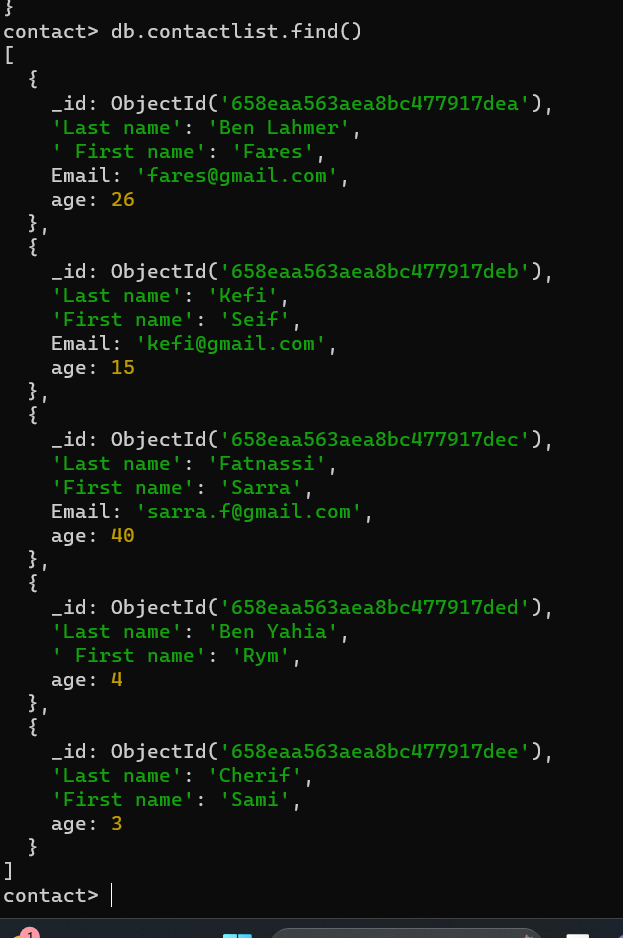 }
contact> db.contactlist.find()
[
  {
    _id: ObjectId('658eaa563aea8bc477917dea'),
    'Last name': 'Ben Lahmer',
    ' First name': 'Fares',
    Email: 'fares@gmail.com',
    age: 26
  },
  {
    _id: ObjectId('658eaa563aea8bc477917deb'),
    'Last name': 'Kefi',
    'First name': 'Seif',
    Email: 'kefi@gmail.com',
    age: 15
  },
  {
    _id: ObjectId('658eaa563aea8bc477917dec'),
    'Last name': 'Fatnassi',
    'First name': 'Sarra',
    Email: 'sarra.f@gmail.com',
    age: 40
  },
  {
    _id: ObjectId('658eaa563aea8bc477917ded'),
    'Last name': 'Ben Yahia',
    ' First name': 'Rym',
    age: 4
  },
  {
    _id: ObjectId('658eaa563aea8bc477917dee'),
    'Last name': 'Cherif',
    'First name': 'Sami',
    age: 3
  }
]
contact>
1